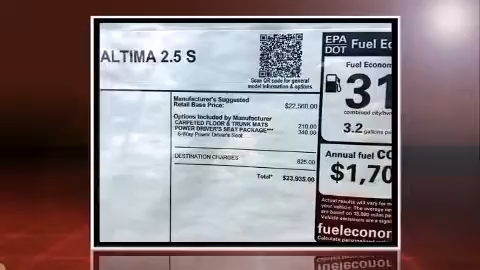 ALTIMA 2.5 S
Scan QR code for general
model information & options
Manufacturer's Suggested
Retail Base Price: $22,560.00
Options Included by Manufacturer
CARPETED FLOOR & TRUNK MATS 210.00
POWER DRIVER'S SEAT PACKAGE*** 340.00
6-Way Power Driver's Seat
DESTINATION CHARGES 825.00
Total* $23,935.00
EPA
DOT
Fuel Ec
Fuel Econom
31
combined city/hw
3.2 gallons pe
Annual fuel CO
$1,70
Actual results will vary for m
your vehicle. The average ne
are based on 15,000 miles pe
Vehicle emissions are a signi
fueleconor
Calculate personalized